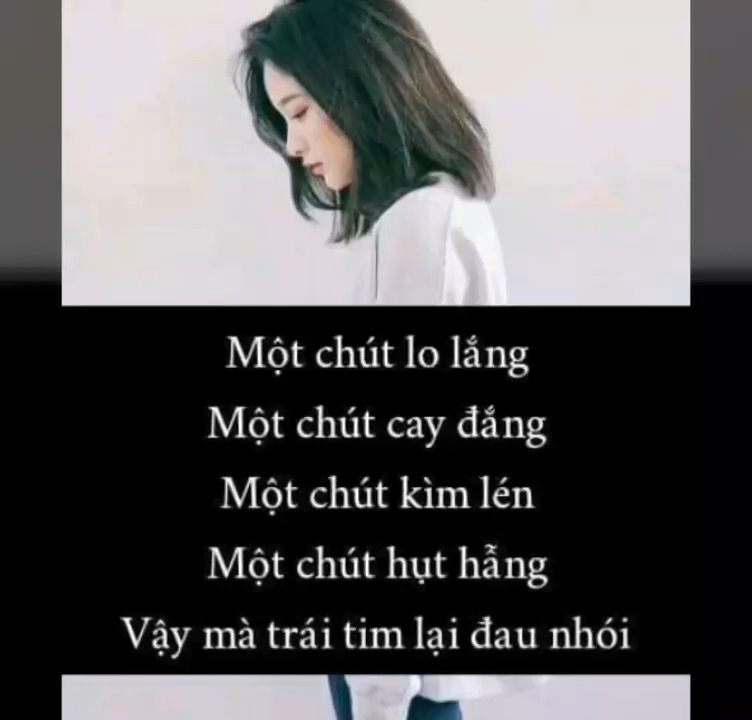 Một chút lo lắng
Một chút cay đắng
Một chút kìm lén
Một chút hụt hẫng
Vậy mà trái tim lại đau nhói